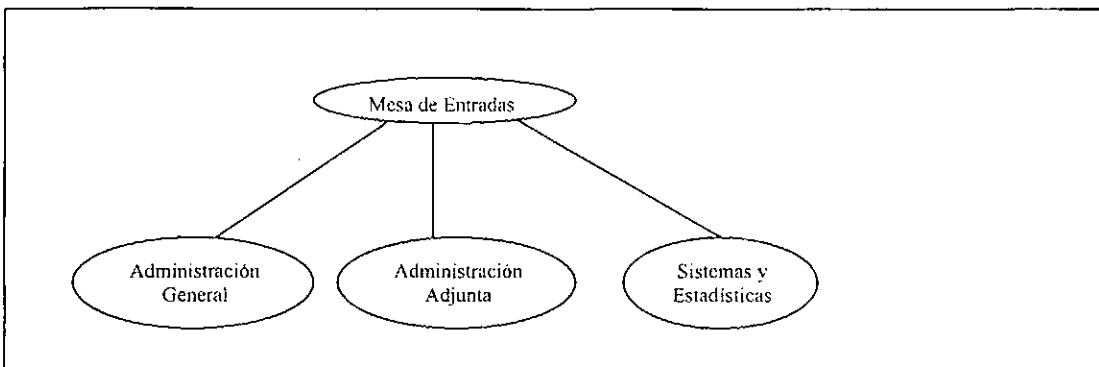 Mesa de Entradas
Administración
General
Administración
Adjunta
Sistemas y
Estadísticas